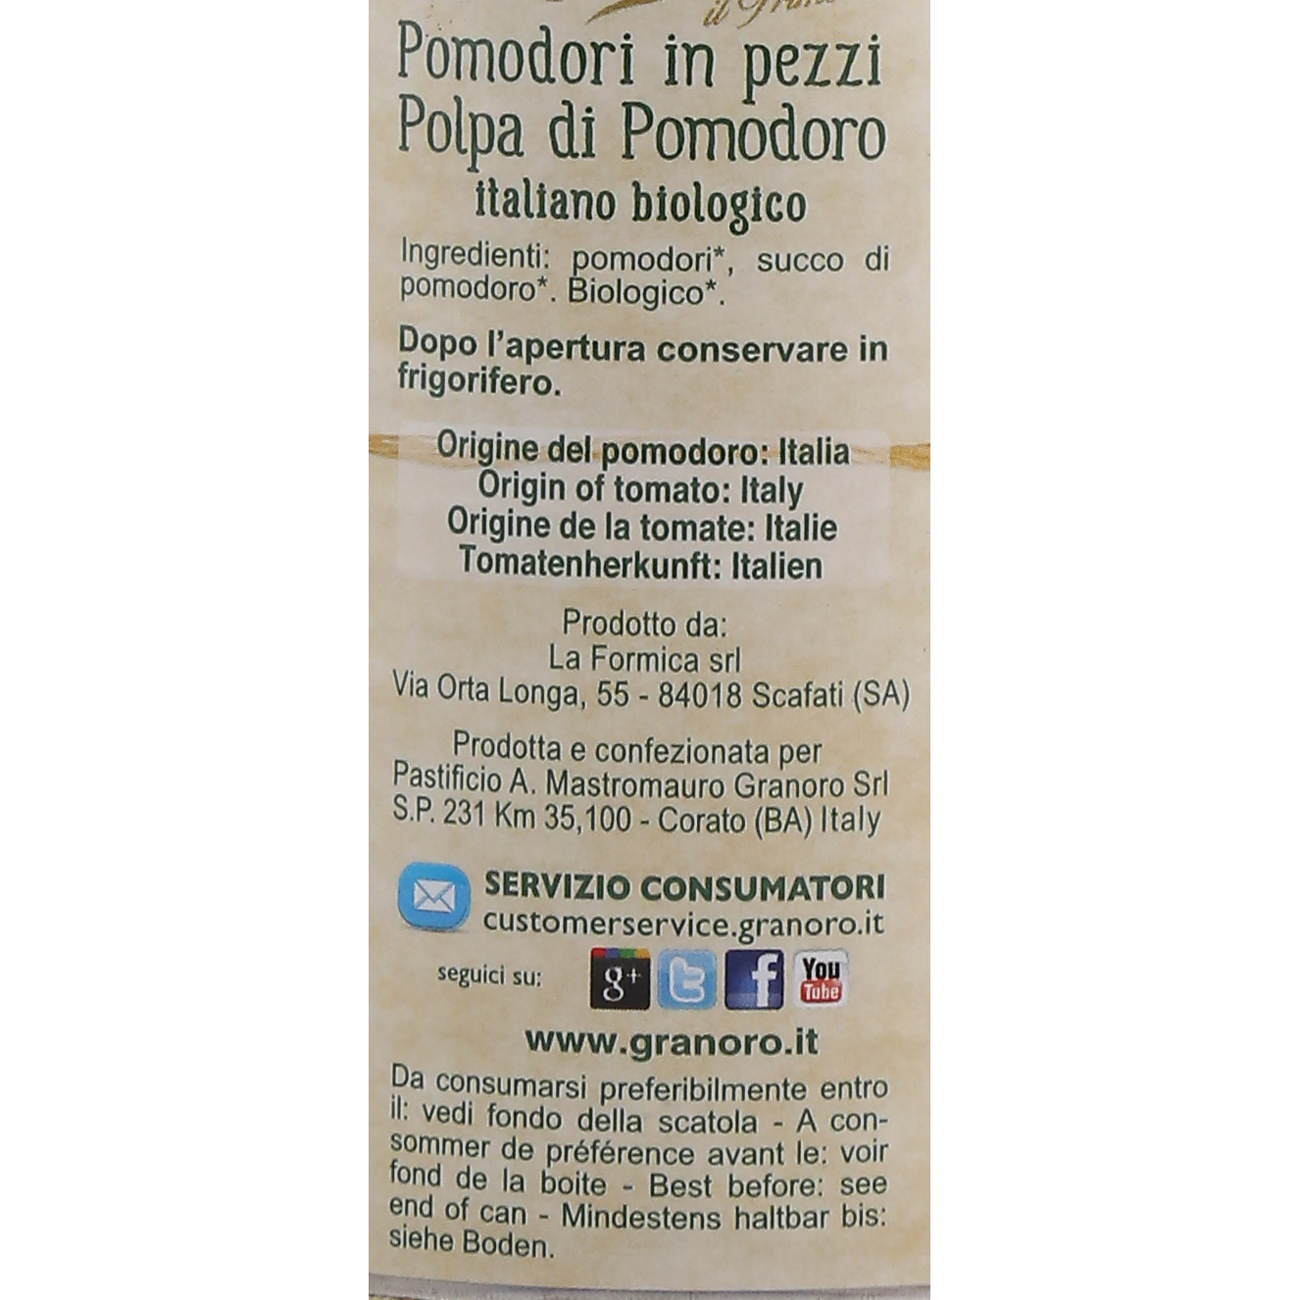 il
Pomodori in pezzi
Polpa di Pomodoro
italiano biologico
Ingredienti: pomodori*, succo di
pomodoro*. Biologico*.
Dopo l'apertura conservare in
frigorifero.
Origine del pomodoro: Italia
Origin of tomato: Italy
Origine de la tomate: Italie
Tomatenherkunft: Italien
Prodotto da:
La Formica srl
Via Orta Longa, 55 - 84018 Scafati (SA)
Prodotta e confezionata per
Pastificio A. Mastromauro Granoro Srl
S.P. 231 Km 35,100 - Corato (BA) Italy
SERVIZIO CONSUMATORI
customerservice.granoro.it
seguici su: g+ t f You Tube
www.granoro.it
Da consumarsi preferibilmente entro
il: vedi fondo della scatola - A con-
sommer de préférence avant le: voir
fond de la boite - Best before: see
end of can - Mindestens haltbar bis:
siehe Boden.